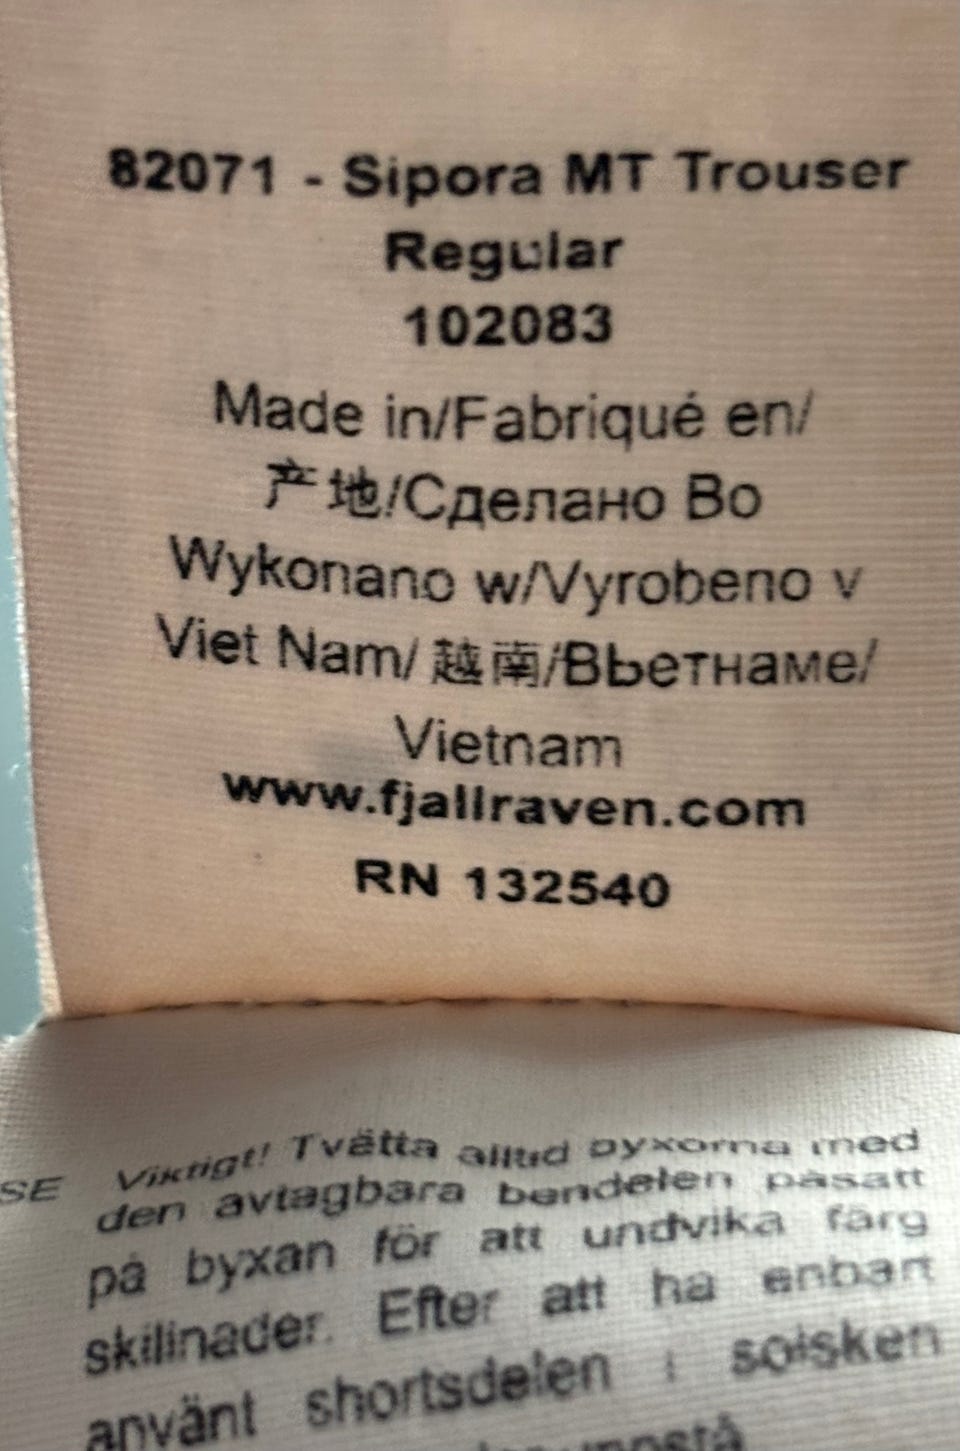 82071 - Sipora MT Trouser
Regular
102083
Made in/Fabriqué en/
产地/Сделано Во
Wykonano w/Vyrobeno v
Viet Nam/ 越南/Вьетнаме/
Vietnam
www.fjallraven.com
RN 132540
SE Viktigt! Tvätta alltid byxorna med
den avtagbara bendelen påsatt
på byxan för att undvika färg
skillnader. Efter att ha enbart
använt shortsdelen i solsken